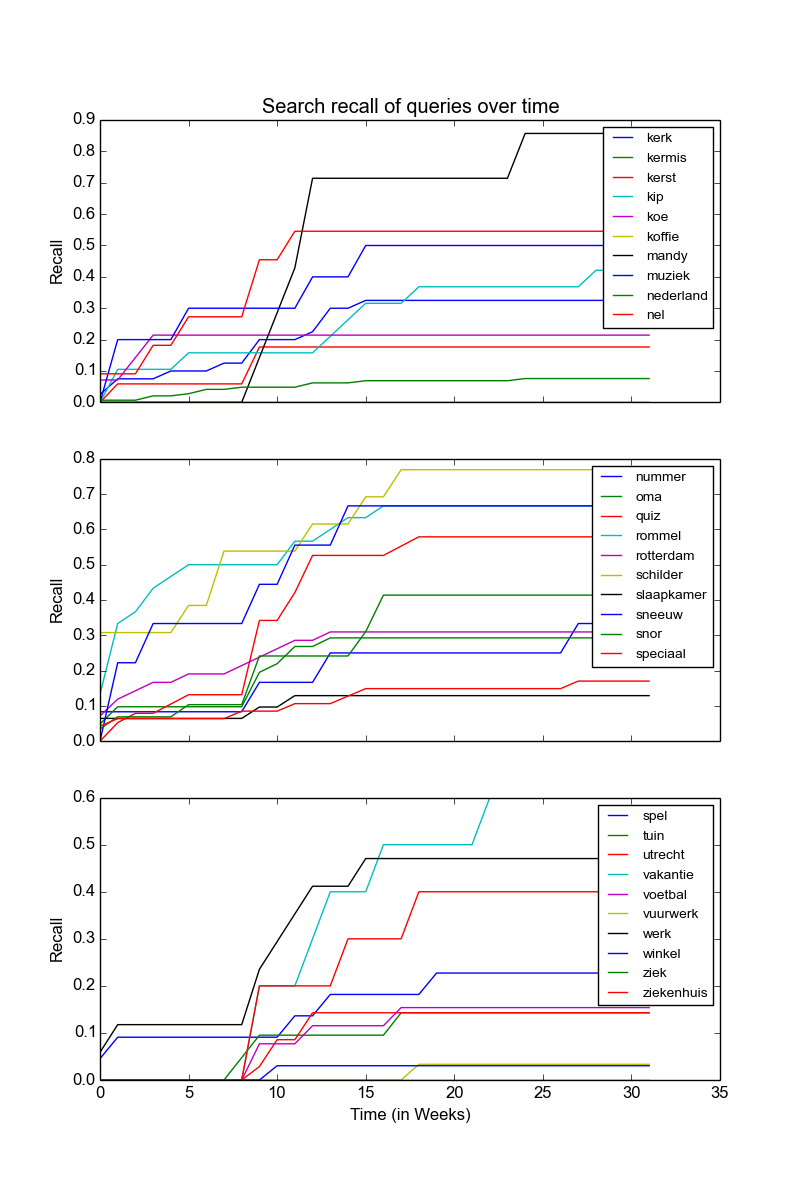 Search recall of queries over time
0.9
0.8
0.7
0.6
0.5
0.4
0.3
0.2
0.1
0.0
Recall
kerk
kermis
kerst
kip
koe
koffie
mandy
muziek
nederland
nel
0.8
0.7
0.6
0.5
0.4
0.3
0.2
0.1
0.0
Recall
nummer
oma
quiz
rommel
rotterdam
schilder
slaapkamer
sneeuw
snor
speciaal
0.6
0.5
0.4
0.3
0.2
0.1
0.0
Recall
spel
tuin
utrecht
vakantie
voetbal
vuurwerk
werk
winkel
ziek
ziekenhuis
0 5 10 15 20 25 30 35
Time (in Weeks)